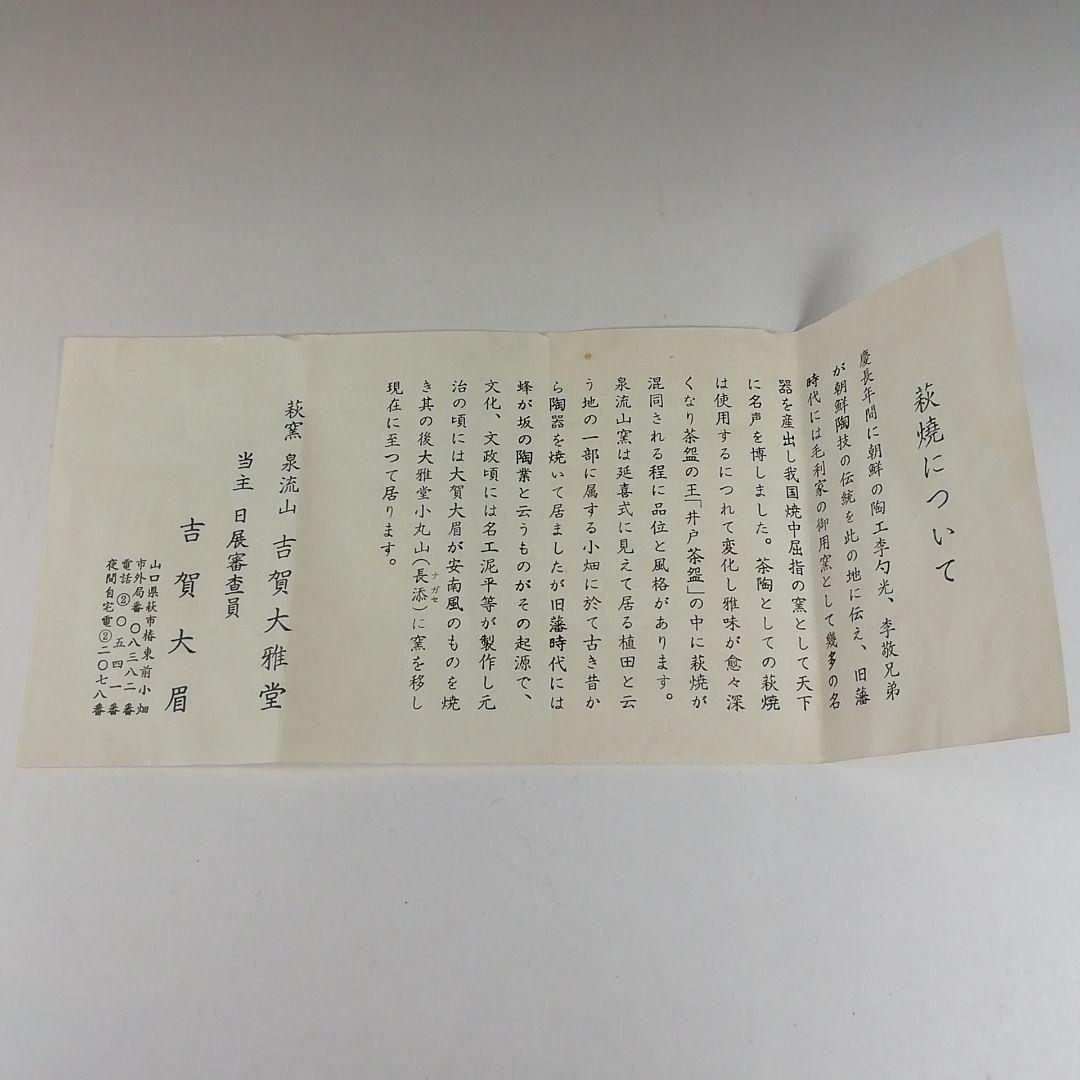 萩燒について
慶長年間に朝鮮の陶工李勺光、李敬兄弟
が朝鮮陶技の伝統を此の地に伝え、旧藩
時代には毛利家の御用窯として幾多の名
器を産出し我国焼中屈指の窯として天下
に名声を博しました。茶陶としての萩焼
は使用するにつれて変化し雅味が愈々深
くなり茶盌の王「井戸茶盌」の中に萩焼が
混同される程に品位と風格があります。
泉流山窯は延喜式に見えて居る植田と云
う地の一部に属する小畑に於て古き昔か
ら陶器を焼いて居ましたが旧藩時代には
蜂が坂の陶業と云うものがその起源で、
文化、文政頃には名工泥平等が製作し元
治の頃には大賀大眉が安南風のものを焼
き其の後大雅堂小丸山(長添)に窯を移し
ナガセ
現在に至つて居ります。
萩窯 泉流山 吉賀大雅堂
当主 日展審査員
吉賀大眉
山口県萩市椿東前小畑
市外局番〇八三八二番
電話②〇五四一番
夜間自宅電②二〇七八番